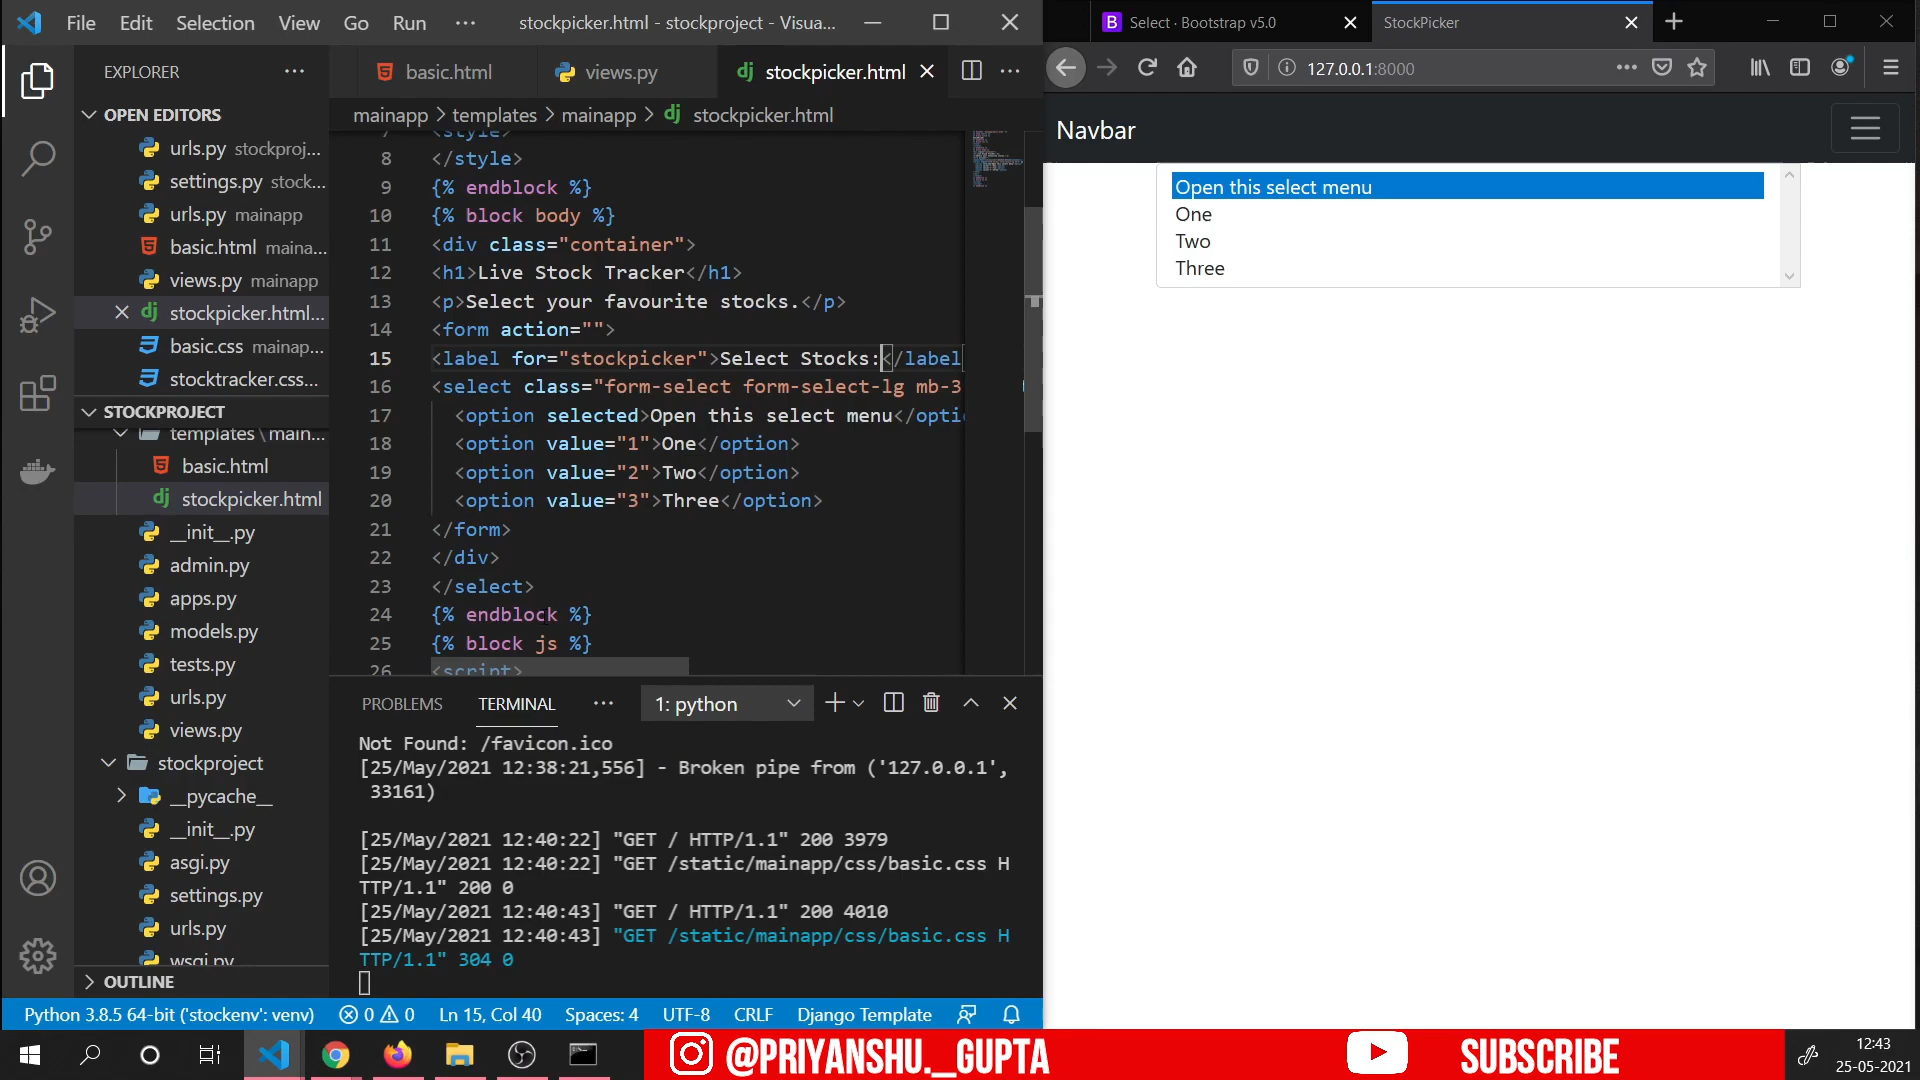 File Edit Selection View Go Run ··· stockpicker.html - stockproject - Visua...
Select · Bootstrap v5.0
StockPicker
EXPLORER
basic.html
views.py
stockpicker.html
127.0.0.1:8000
OPEN EDITORS
mainapp > templates > mainapp > stockpicker.html
Navbar
urls.py stockproj...
settings.py stock...
urls.py mainapp
basic.html maina...
views.py mainapp
stockpicker.html...
basic.css mainap...
stocktracker.css...
STOCKPROJECT
templates \ main...
basic.html
stockpicker.html
__init__.py
admin.py
apps.py
models.py
tests.py
urls.py
views.py
stockproject
__pycache__
__init__.py
asgi.py
settings.py
urls.py
wsgi.py
OUTLINE
7 <style>
8 </style>
9 {% endblock %}
10 {% block body %}
11 <div class="container">
12 <h1>Live Stock Tracker</h1>
13 <p>Select your favourite stocks.</p>
14 <form action="">
15 <label for="stockpicker">Select Stocks:</label
16 <select class="form-select form-select-lg mb-3
17 <option selected>Open this select menu</optio
18 <option value="1">One</option>
19 <option value="2">Two</option>
20 <option value="3">Three</option>
21 </form>
22 </div>
23 </select>
24 {% endblock %}
25 {% block js %}
26 <script>
PROBLEMS TERMINAL ··· 1: python
Not Found: /favicon.ico
[25/May/2021 12:38:21,556] - Broken pipe from ('127.0.0.1',
33161)
[25/May/2021 12:40:22] "GET / HTTP/1.1" 200 3979
[25/May/2021 12:40:22] "GET /static/mainapp/css/basic.css H
TTP/1.1" 200 0
[25/May/2021 12:40:43] "GET / HTTP/1.1" 200 4010
[25/May/2021 12:40:43] "GET /static/mainapp/css/basic.css H
TTP/1.1" 304 0
Open this select menu
One
Two
Three
Python 3.8.5 64-bit ('stockenv': venv) 0 0 Ln 15, Col 40 Spaces: 4 UTF-8 CRLF Django Template
@PRIYANSHU._GUPTA
SUBSCRIBE
12:43
25-05-2021